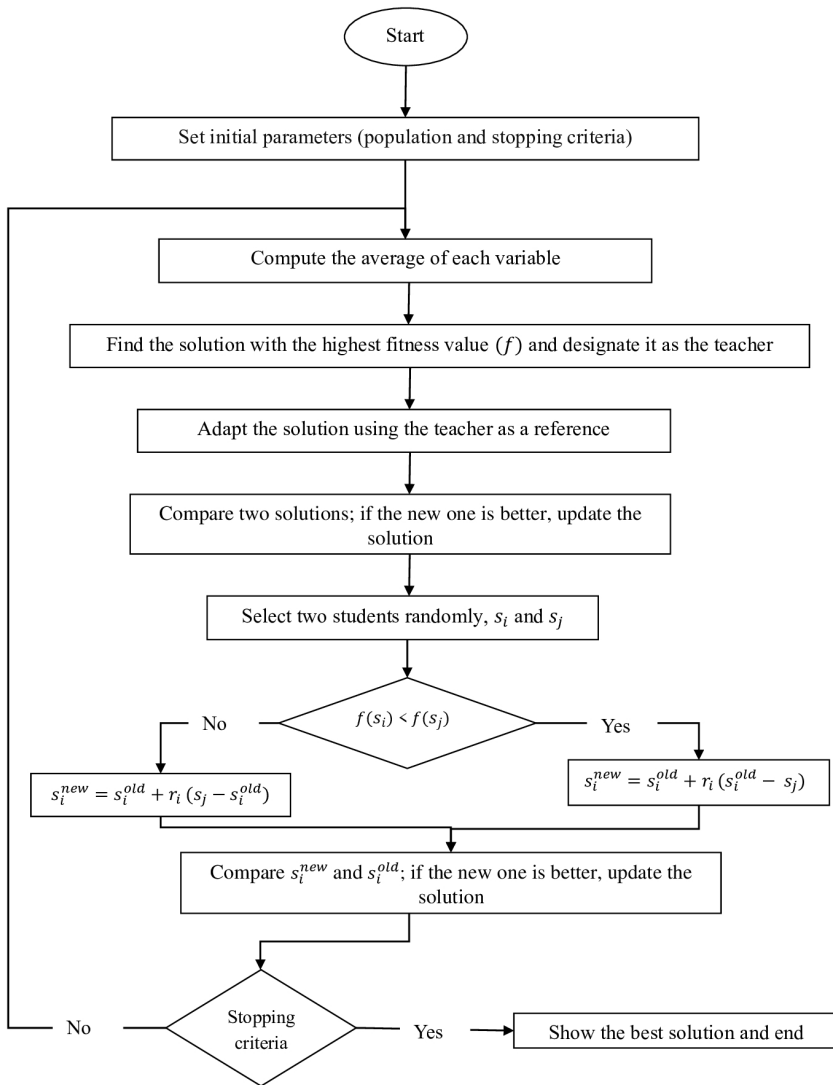 Start
Set initial parameters (population and stopping criteria)
Compute the average of each variable
Find the solution with the highest fitness value (f) and designate it as the teacher
Adapt the solution using the teacher as a reference
Compare two solutions; if the new one is better, update the
solution
Select two students randomly, s_i and s_j
f(s_i) < f(s_j)
No
Yes
s_i^{new} = s_i^{old} + r_i (s_j − s_i^{old})
s_i^{new} = s_i^{old} + r_i (s_i^{old} − s_j)
Compare s_i^{new} and s_i^{old}; if the new one is better, update the
solution
Stopping
criteria
No
Yes
Show the best solution and end